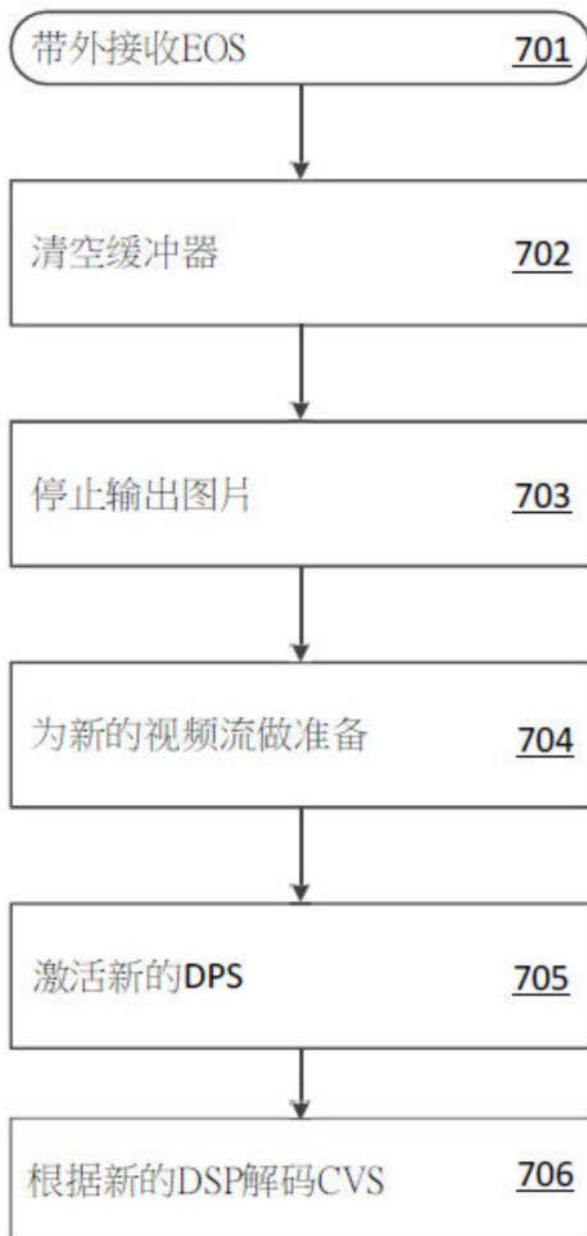 带外接收EOS 701
清空缓冲器 702
停止输出图片 703
为新的视频流做准备 704
激活新的DPS 705
根据新的DSP解码CVS 706